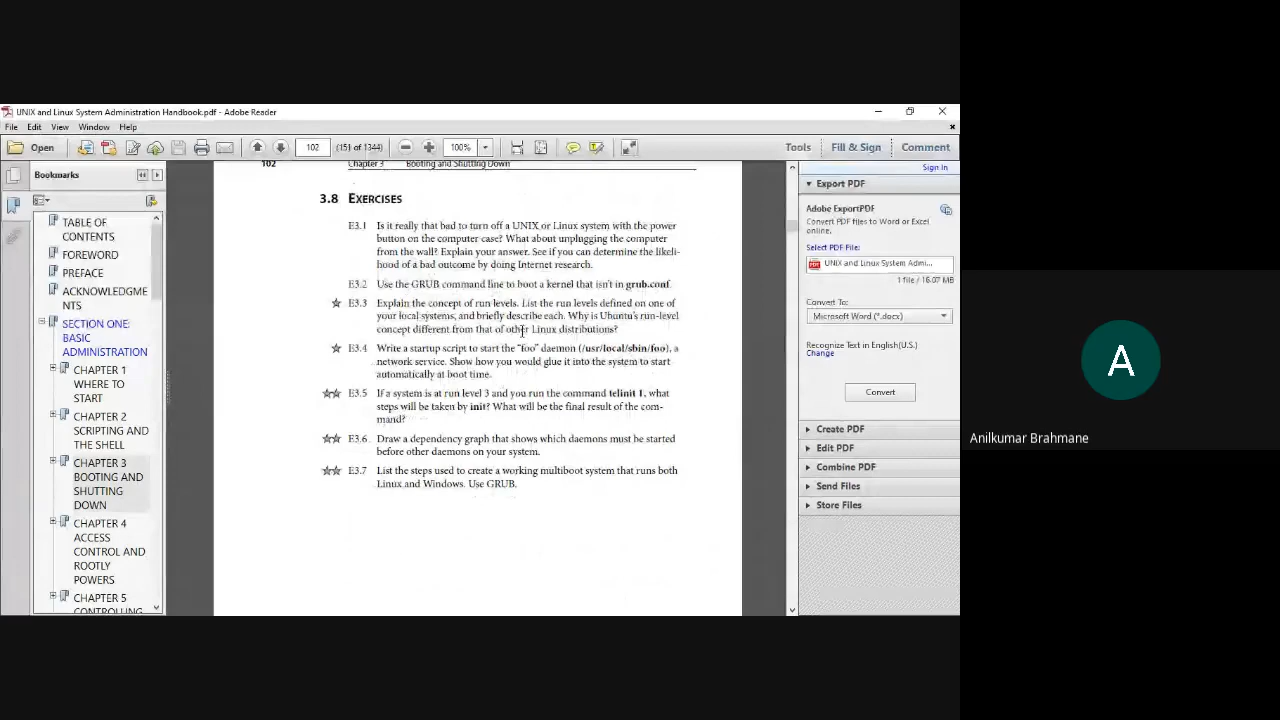 UNIX and Linux System Administration Handbook.pdf - Adobe Reader
File Edit View Window Help
Open
102
(151 of 1344)
100%
Tools Fill & Sign Comment
Bookmarks
TABLE OF
CONTENTS
FOREWORD
PREFACE
ACKNOWLEDGME
NTS
SECTION ONE:
BASIC
ADMINISTRATION
CHAPTER 1
WHERE TO
START
CHAPTER 2
SCRIPTING AND
THE SHELL
CHAPTER 3
BOOTING AND
SHUTTING
DOWN
CHAPTER 4
ACCESS
CONTROL AND
ROOTLY
POWERS
CHAPTER 5
CONTROLLING
102 Chapter 3 Booting and Shutting Down
3.8 EXERCISES
E3.1 Is it really that bad to turn off a UNIX or Linux system with the power
button on the computer case? What about unplugging the computer
from the wall? Explain your answer. See if you can determine the likeli-
hood of a bad outcome by doing Internet research.
E3.2 Use the GRUB command line to boot a kernel that isn't in grub.conf.
E3.3 Explain the concept of run levels. List the run levels defined on one of
your local systems, and briefly describe each. Why is Ubuntu's run-level
concept different from that of other Linux distributions?
E3.4 Write a startup script to start the "foo" daemon (/usr/local/sbin/foo), a
network service. Show how you would glue it into the system to start
automatically at boot time.
E3.5 If a system is at run level 3 and you run the command telinit 1, what
steps will be taken by init? What will be the final result of the com-
mand?
E3.6 Draw a dependency graph that shows which daemons must be started
before other daemons on your system.
E3.7 List the steps used to create a working multiboot system that runs both
Linux and Windows. Use GRUB.
Sign In
Export PDF
Adobe ExportPDF
Convert PDF files to Word or Excel
online.
Select PDF File:
UNIX and Linux System Admi...
1 file / 16.07 MB
Convert To:
Microsoft Word (*.docx)
Recognize Text in English(U.S.)
Change
Convert
Create PDF
Edit PDF
Combine PDF
Send Files
Store Files
A
Anilkumar Brahmane